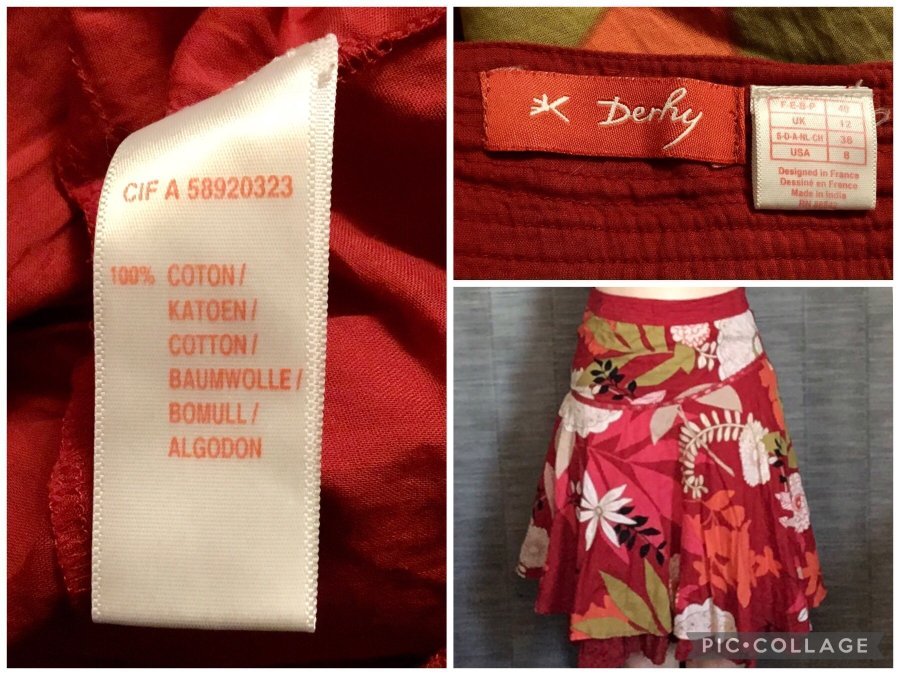 CIF A 58920323
100% COTON /
KATOEN /
COTTON /
BAUMWOLLE /
BOMULL /
ALGODON
Derhy
F-E-B-P 40
UK 12
S-D-A-NL-CH 38
USA 8
Designed in France
Dessiné en France
Made in India
PIC•COLLAGE